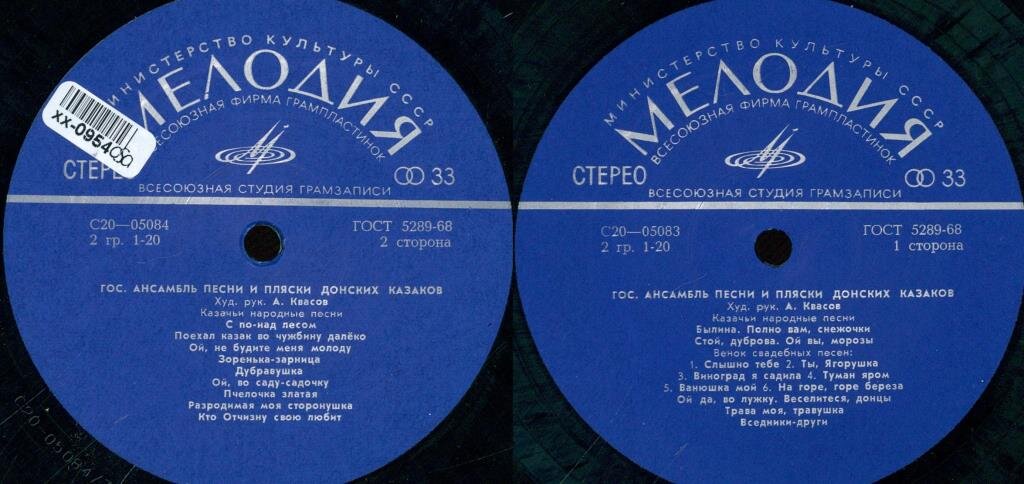 МИНИСТЕРСТВО КУЛЬТУРЫ СССР
МЕЛОДИЯ
ВСЕСОЮЗНАЯ ФИРМА ГРАМПЛАСТИНОК
XX-0954050
СТЕРЕО
33
ВСЕСОЮЗНАЯ СТУДИЯ ГРАМЗАПИСИ
С20—05084
ГОСТ 5289-68
2 гр. 1-20
2 сторона
ГОС. АНСАМБЛЬ ПЕСНИ И ПЛЯСКИ ДОНСКИХ КАЗАКОВ
Худ. рук. А. Квасов
Казачьи народные песни
С по-над лесом
Поехал казак во чужбину далёко
Ой, не будите меня молоду
Зоренька-зарница
Дубравушка
Ой, во саду-садочку
Пчелочка златая
Разродимая моя сторонушка
Кто Отчизну свою любит
МИНИСТЕРСТВО КУЛЬТУРЫ СССР
МЕЛОДИЯ
ВСЕСОЮЗНАЯ ФИРМА ГРАМПЛАСТИНОК
СТЕРЕО
33
ВСЕСОЮЗНАЯ СТУДИЯ ГРАМЗАПИСИ
С20—05083
ГОСТ 5289-68
2 гр. 1-20
1 сторона
ГОС. АНСАМБЛЬ ПЕСНИ И ПЛЯСКИ ДОНСКИХ КАЗАКОВ
Худ. рук. А. Квасов
Казачьи народные песни
Былина. Полно вам, снежочки
Стой, дуброва. Ой вы, морозы
Венок свадебных песен:
1. Слышно тебе 2. Ты, Ягорушка
3. Виноград я садила 4. Туман яром
5. Ванюшка мой 6. На горе, горе береза
Ой да, во лужку. Веселитеся, донцы
Трава моя, травушка
Вседники-други